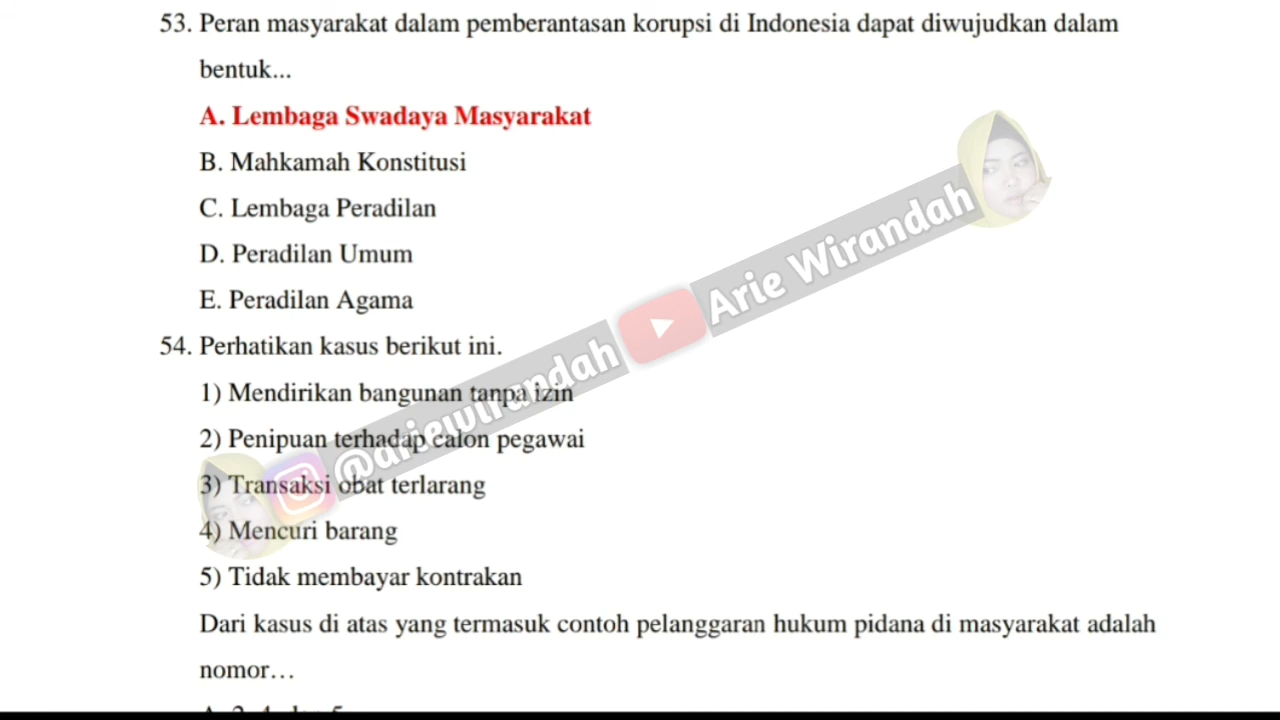 53. Peran masyarakat dalam pemberantasan korupsi di Indonesia dapat diwujudkan dalam
bentuk...
A. Lembaga Swadaya Masyarakat
B. Mahkamah Konstitusi
C. Lembaga Peradilan
D. Peradilan Umum
E. Peradilan Agama
54. Perhatikan kasus berikut ini.
1) Mendirikan bangunan tanpa izin
2) Penipuan terhadap calon pegawai
3) Transaksi obat terlarang
4) Mencuri barang
5) Tidak membayar kontrakan
Dari kasus di atas yang termasuk contoh pelanggaran hukum pidana di masyarakat adalah
nomor…
@ariewirandah
Arie Wirandah